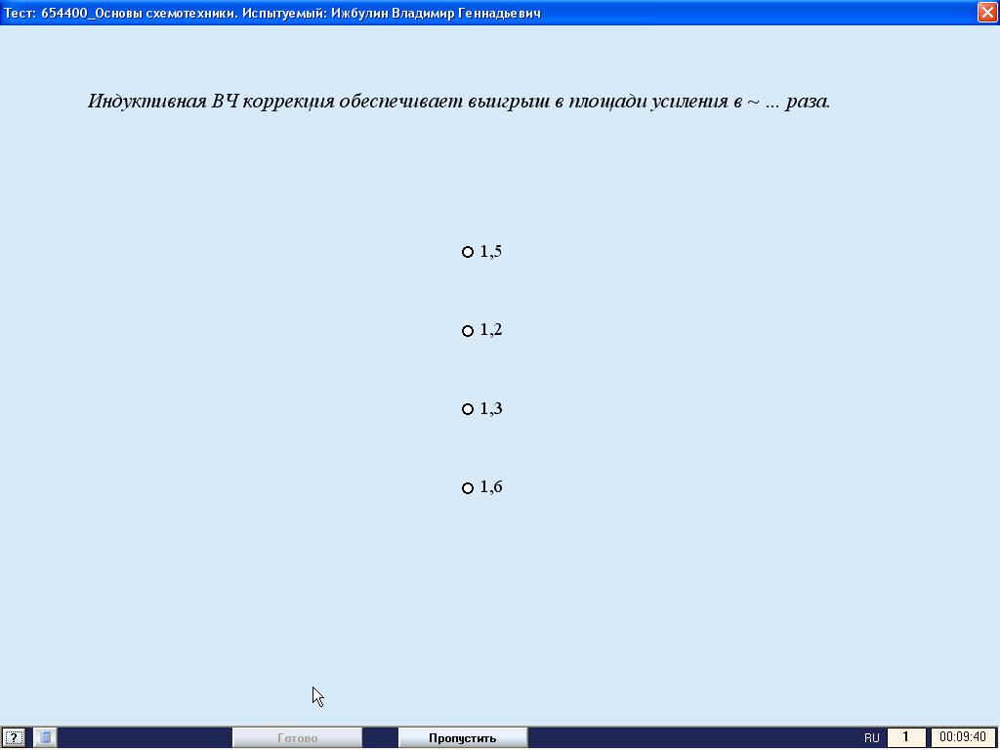 Тест: 654400_Основы схемотехники. Испытуемый: Ижбулин Владимир Геннадьевич
Индуктивная ВЧ коррекция обеспечивает выигрыш в площади усиления в ~ ... раза.
1,5
1,2
1,3
1,6
? Готово Пропустить RU 1 00:09:40